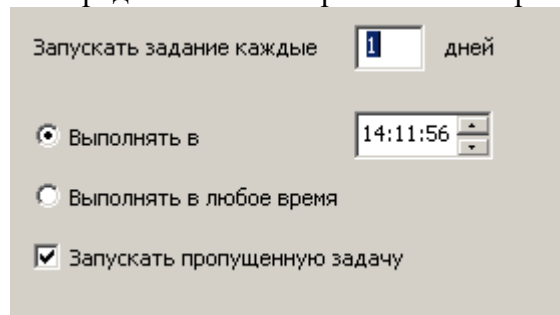 Запускать задание каждые 1 дней
Выполнять в 14:11:56
Выполнять в любое время
Запускать пропущенную задачу